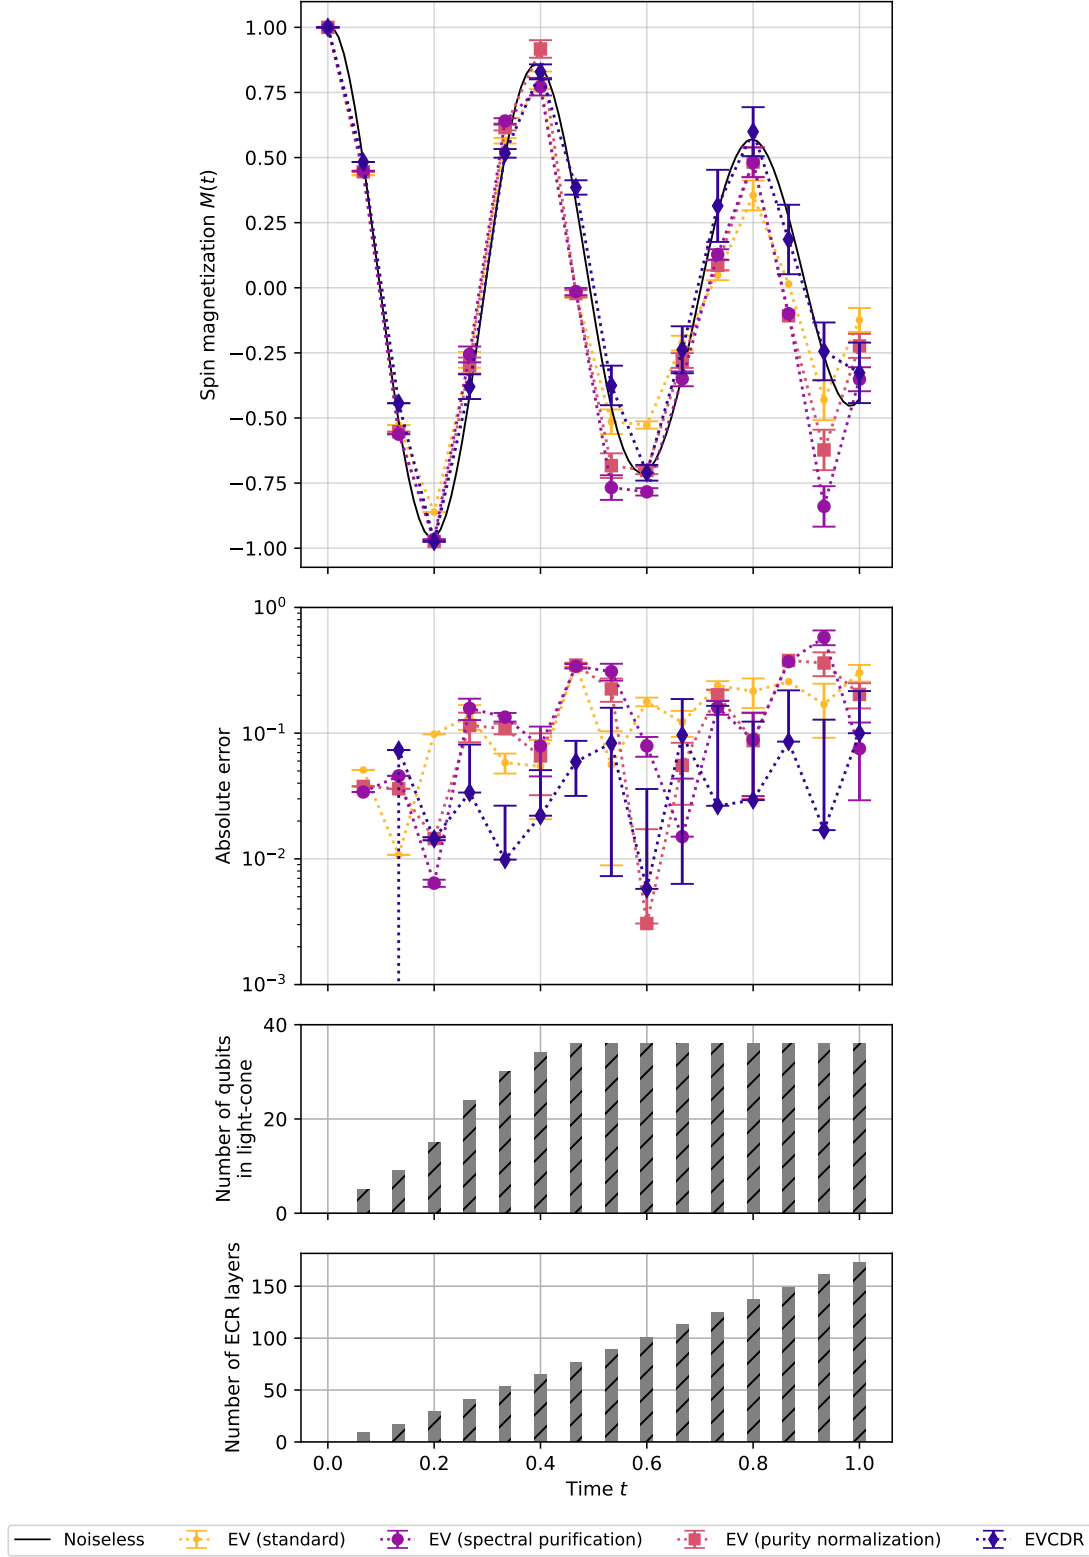 1.00
0.75
0.50
0.25
0.00
−0.25
−0.50
−0.75
−1.00
Spin magnetization M(t)
10⁰
10⁻¹
10⁻²
10⁻³
Absolute error
40
20
0
Number of qubits
in light-cone
150
100
50
0
Number of ECR layers
0.0 0.2 0.4 0.6 0.8 1.0
Time t
Noiseless EV (standard) EV (spectral purification) EV (purity normalization) EVCDR